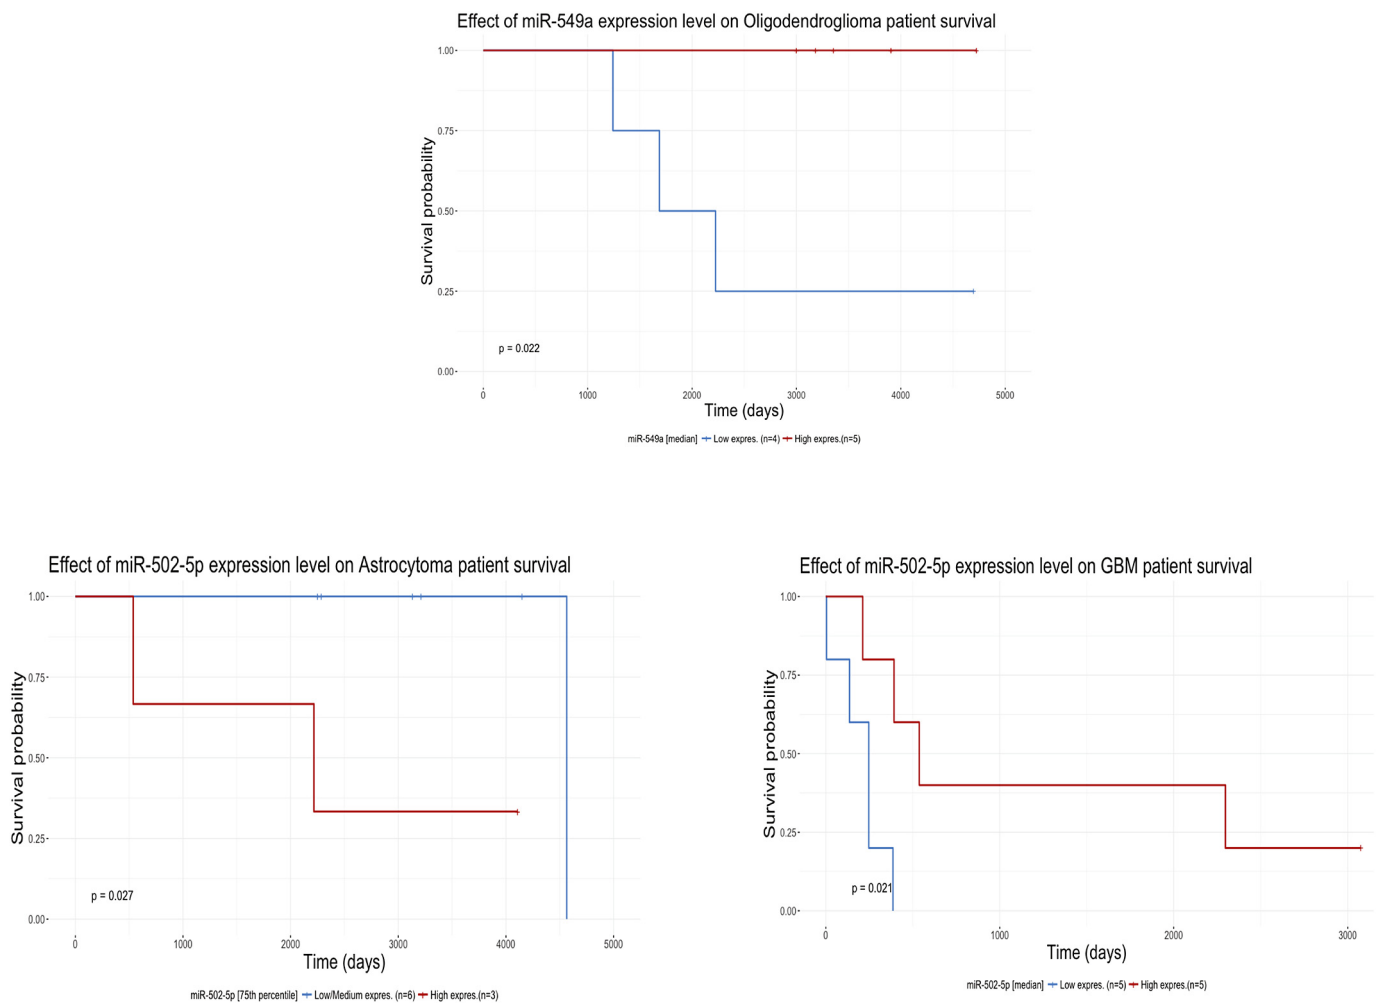 Effect of miR-549a expression level on Oligodendroglioma patient survival
Survival probability
1.00
0.75
0.50
0.25
0.00
p = 0.022
0 1000 2000 3000 4000 5000
Time (days)
miR-549a [median] Low expres. (n=4) High expres.(n=5)
Effect of miR-502-5p expression level on Astrocytoma patient survival
Survival probability
1.00
0.75
0.50
0.25
0.00
p = 0.027
0 1000 2000 3000 4000 5000
Time (days)
miR-502-5p [75th percentile] Low/Medium expres. (n=6) High expres.(n=3)
Effect of miR-502-5p expression level on GBM patient survival
Survival probability
1.00
0.75
0.50
0.25
0.00
p = 0.021
0 1000 2000 3000
Time (days)
miR-502-5p [median] Low expres. (n=5) High expres.(n=5)